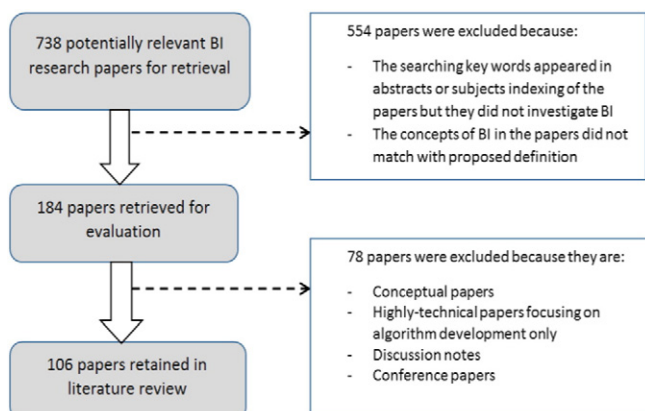 738 potentially relevant BI
research papers for retrieval
554 papers were excluded because:
- The searching key words appeared in
abstracts or subjects indexing of the
papers but they did not investigate BI
- The concepts of BI in the papers did not
match with proposed definition
184 papers retrieved for
evaluation
78 papers were excluded because they are:
- Conceptual papers
- Highly-technical papers focusing on
algorithm development only
- Discussion notes
- Conference papers
106 papers retained in
literature review